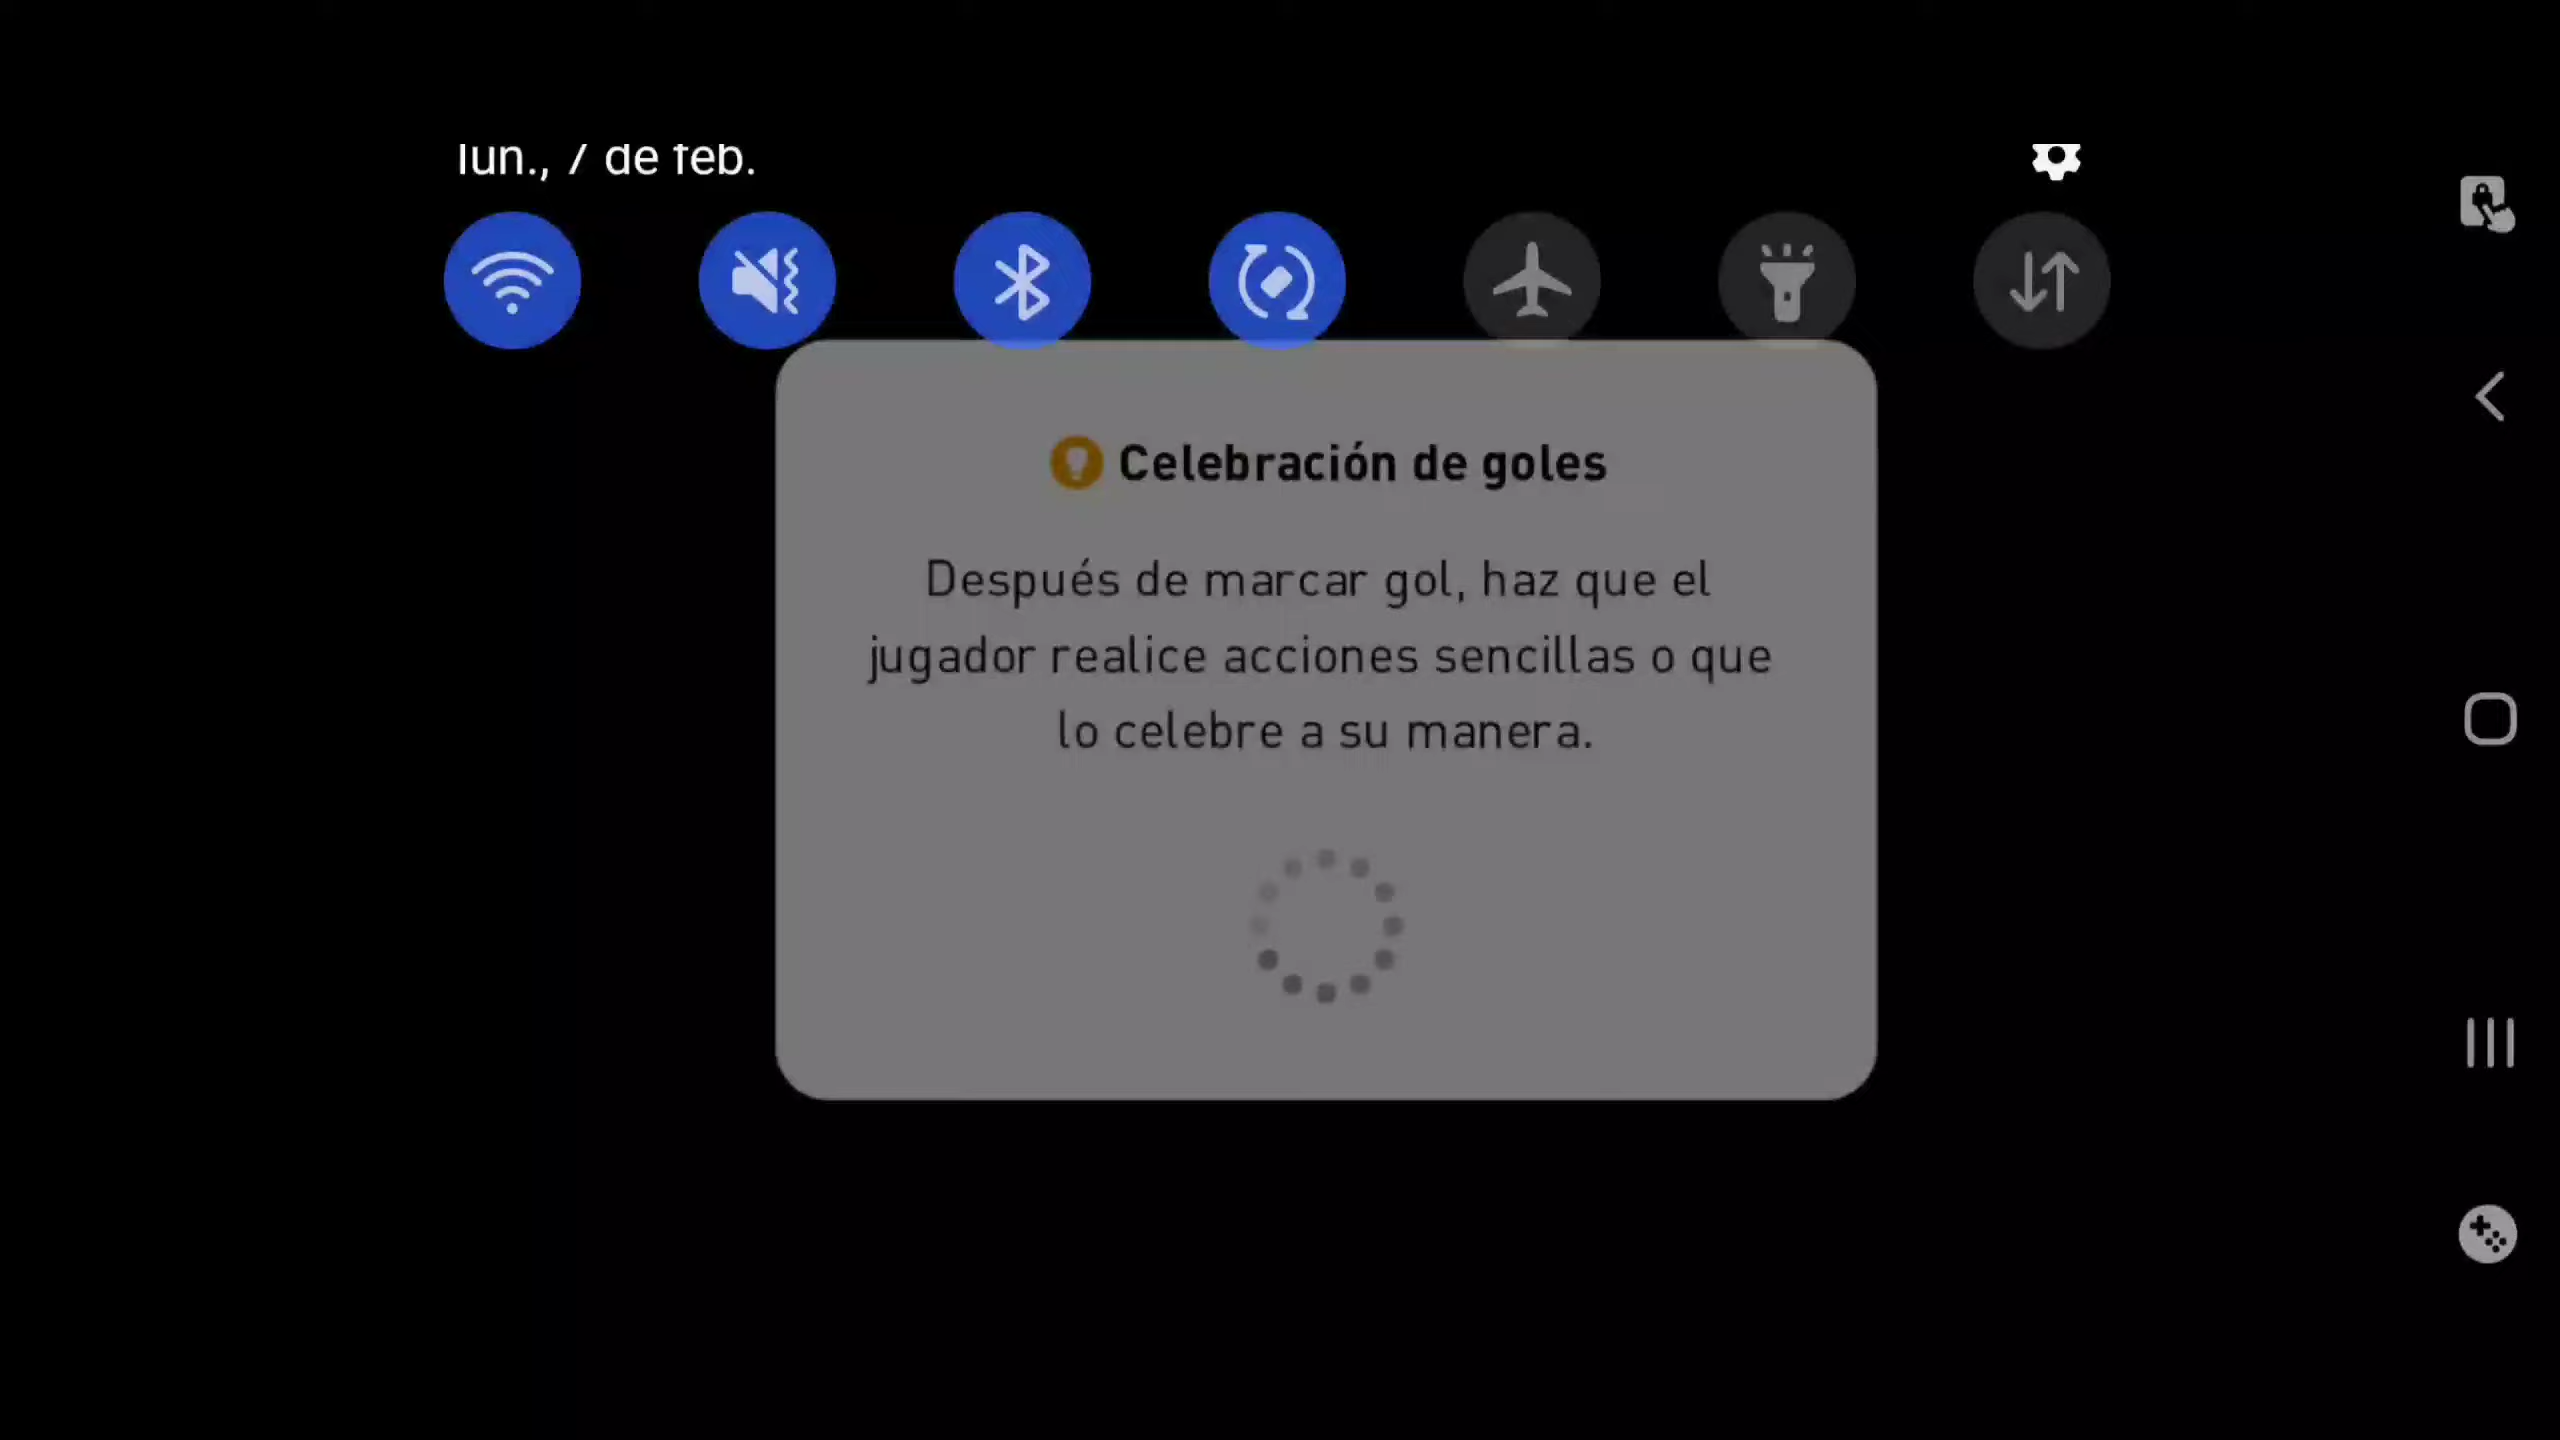 lun., 7 de feb.
Celebración de goles
Después de marcar gol, haz que el
jugador realice acciones sencillas o que
lo celebre a su manera.